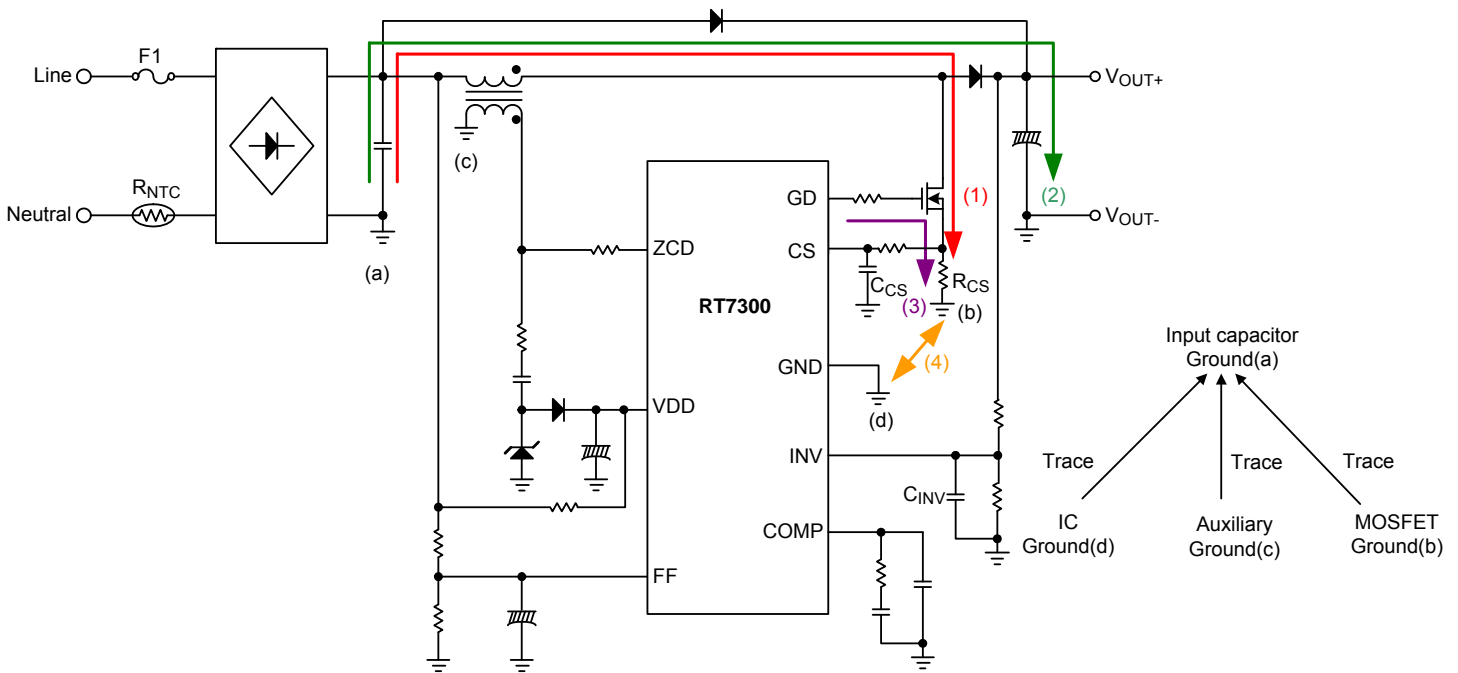 F1
Line
VOUT+
RNTC
(c)
GD
(1)
(2)
Neutral
VOUT-
ZCD
CS
(a)
CCS
RCS
(3)
(b)
RT7300
Input capacitor
Ground(a)
GND
(4)
VDD
(d)
INV
Trace
Trace
Trace
CINV
IC
Ground(d)
Auxiliary
Ground(c)
MOSFET
Ground(b)
COMP
FF